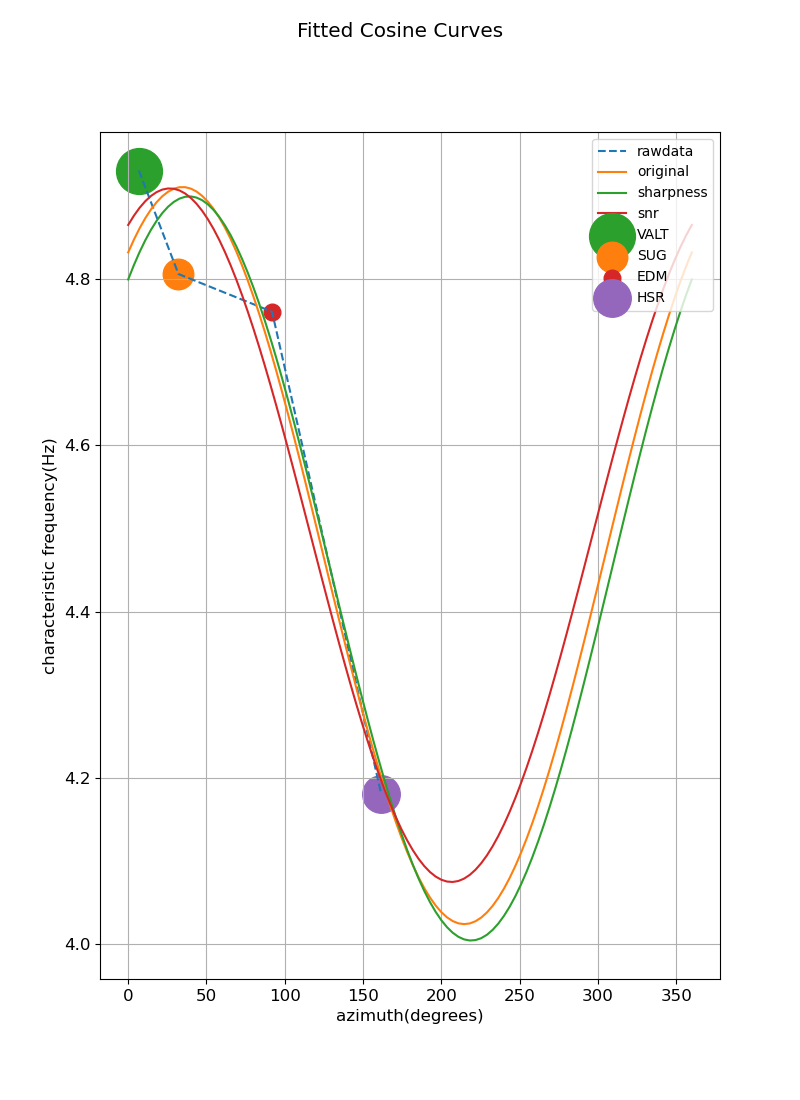 Fitted Cosine Curves
rawdata
original
sharpness
snr
VALT
SUG
EDM
HSR
4.8
4.6
4.4
4.2
4.0
characteristic frequency(Hz)
0 50 100 150 200 250 300 350
azimuth(degrees)